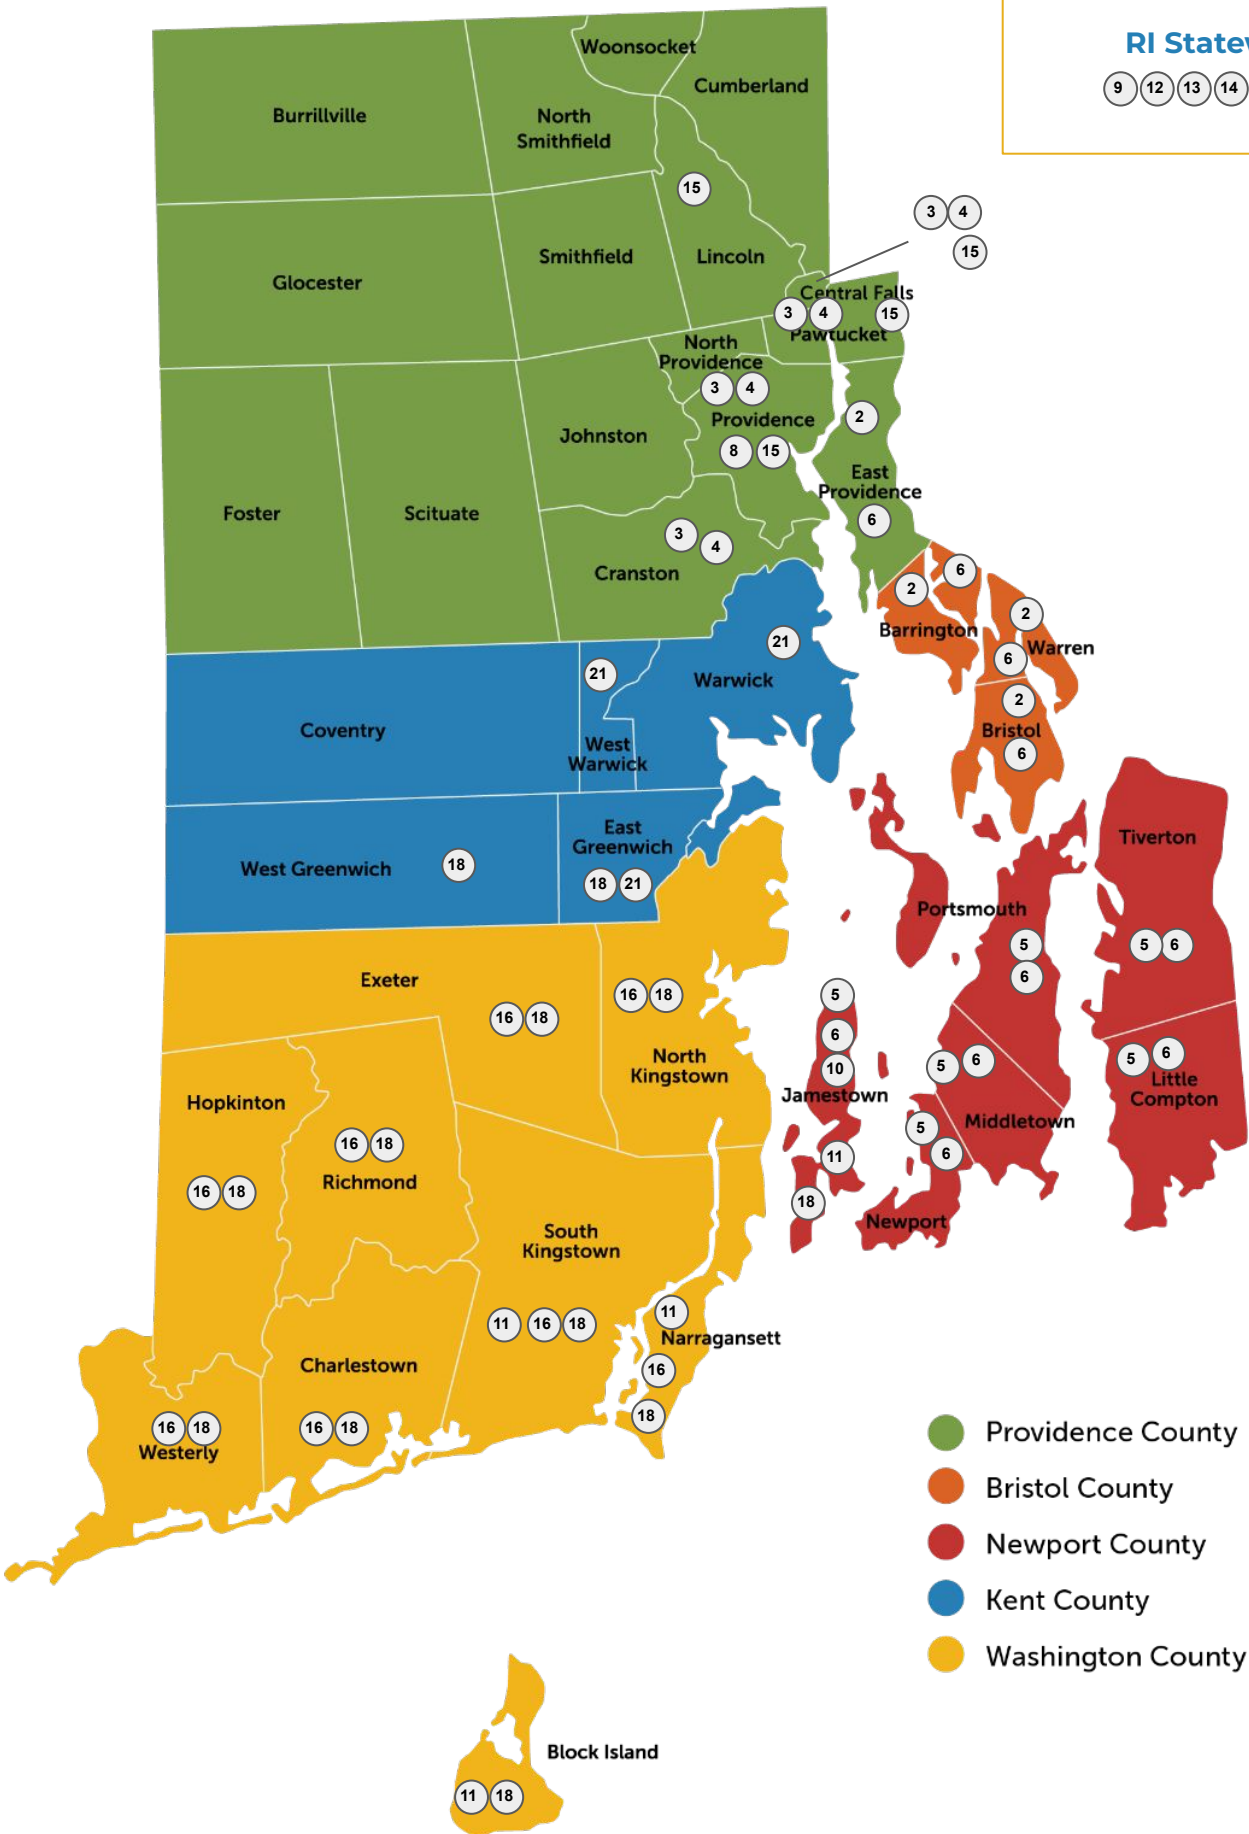 RI Statew
9 12 13 14
Woonsocket
Cumberland
Burrillville
North
Smithfield
15
3 4
15
Smithfield
Lincoln
Glocester
Central Falls
3 4 15
Pawtucket
North
Providence
3 4
2
Providence
Johnston
8 15
East
Providence
6
Foster
Scituate
3 4
Cranston
2 6
Barrington
2
Warren
6
21
21
Warwick
2
Bristol
6
Coventry
West
Warwick
East
Greenwich
West Greenwich
18
18 21
Tiverton
Portsmouth
5
6
5 6
Exeter
16 18
16 18
North
Kingstown
5
6
10
Jamestown
11
18
5 6
Middletown
5
6
Newport
5 6
Little
Compton
Hopkinton
16 18
16 18
Richmond
South
Kingstown
11 16 18
11
Narragansett
16
18
Charlestown
16 18
16 18
Westerly
Providence County
Bristol County
Newport County
Kent County
Washington County
Block Island
11 18